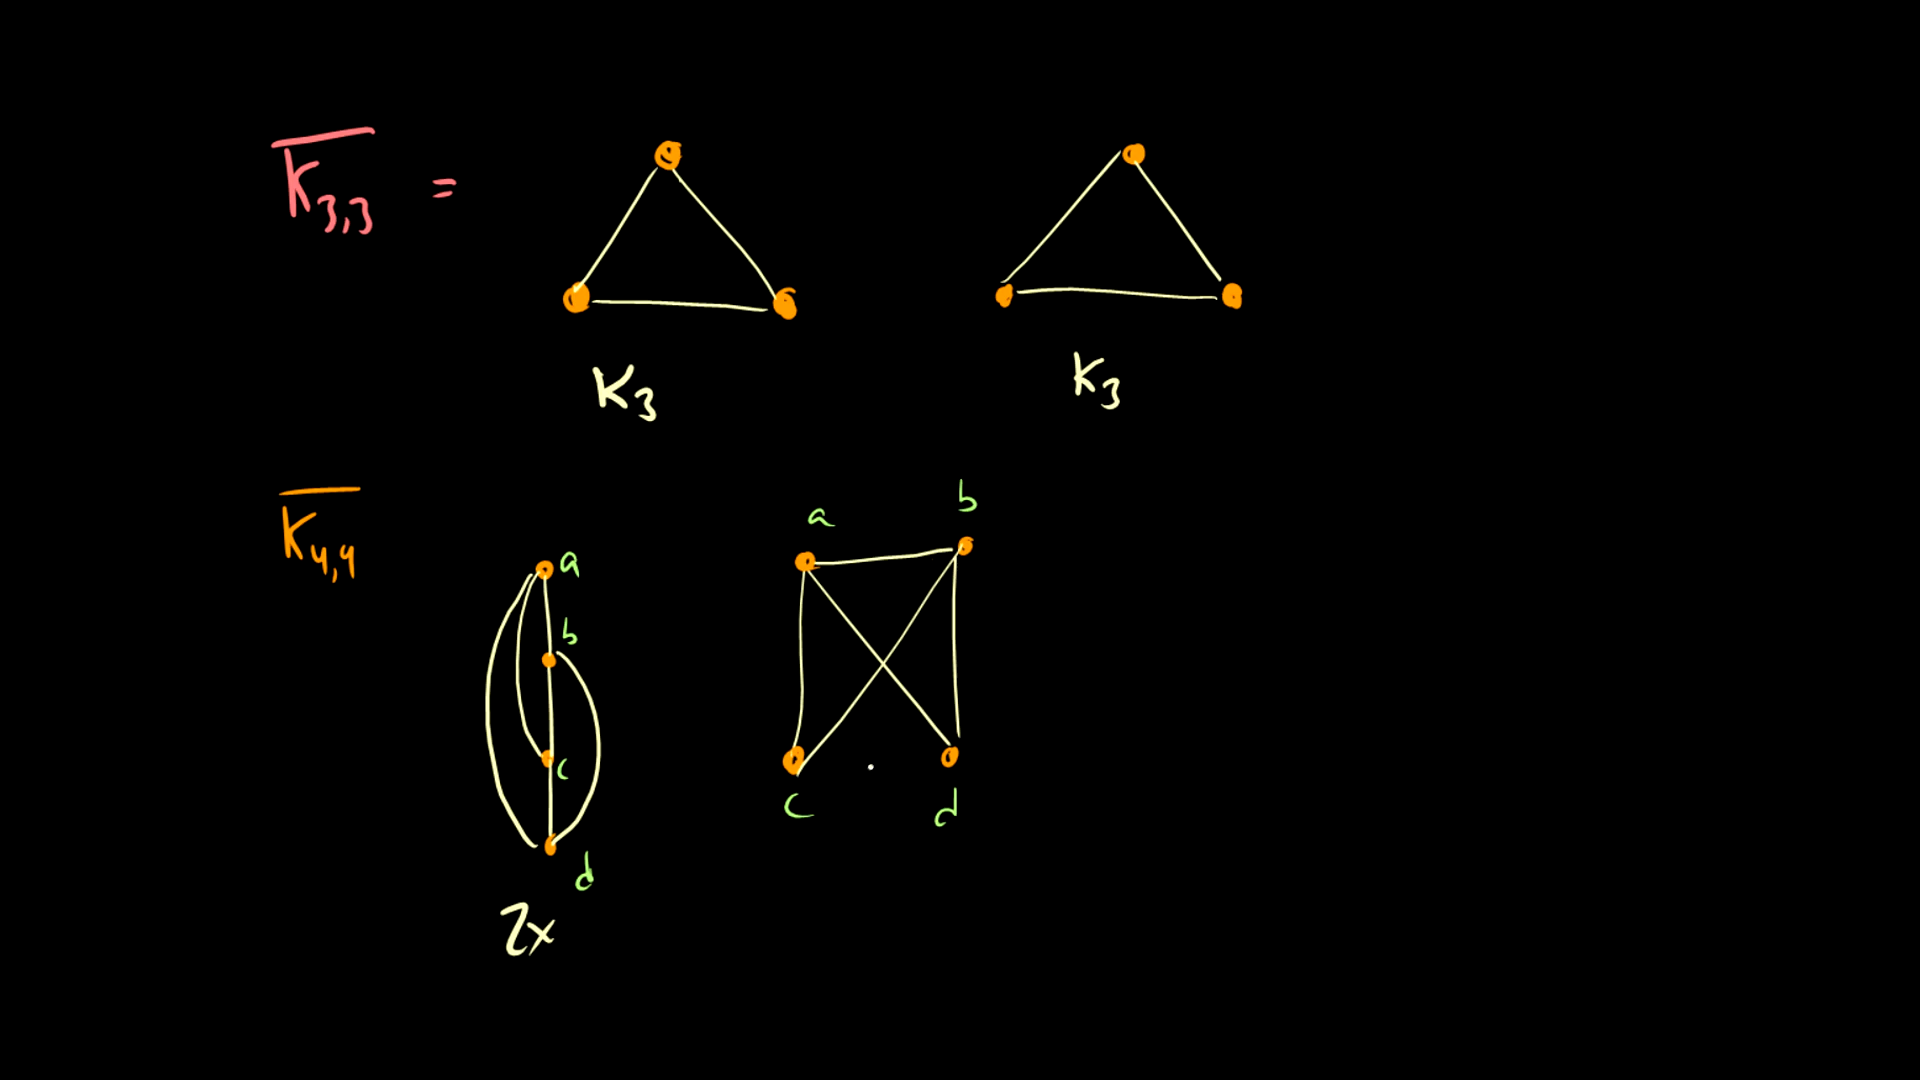 K̅₃,₃ =
K₃ K₃
K̅₄,₄
a b c d
2x
a b
c d